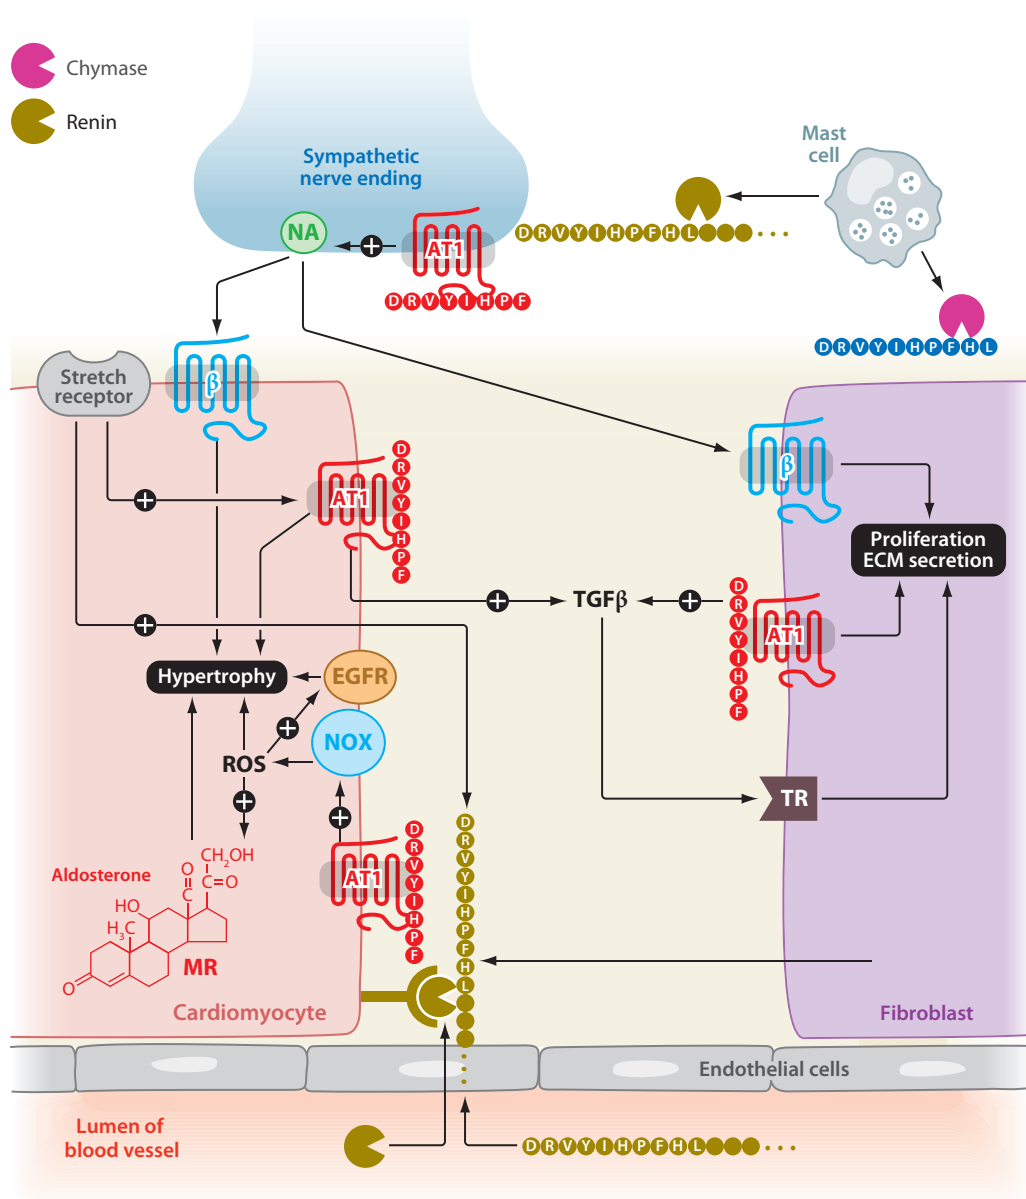 Chymase
Renin
Sympathetic
nerve ending
Mast
cell
NA
AT1
DRVYIHPFHL
DRVYIHPF
DRVYIHPFHL
Stretch
receptor
β
AT1
DRVYIHPF
β
Proliferation
ECM secretion
TGFβ
DRVYIHPF
AT1
Hypertrophy
EGFR
NOX
ROS
TR
AT1
DRVYIHPF
DRVYIHPFHL
Aldosterone
CH2OH
O
C
C=O
HO
H3C
MR
O
Cardiomyocyte
Fibroblast
Endothelial cells
Lumen of
blood vessel
DRVYIHPFHL